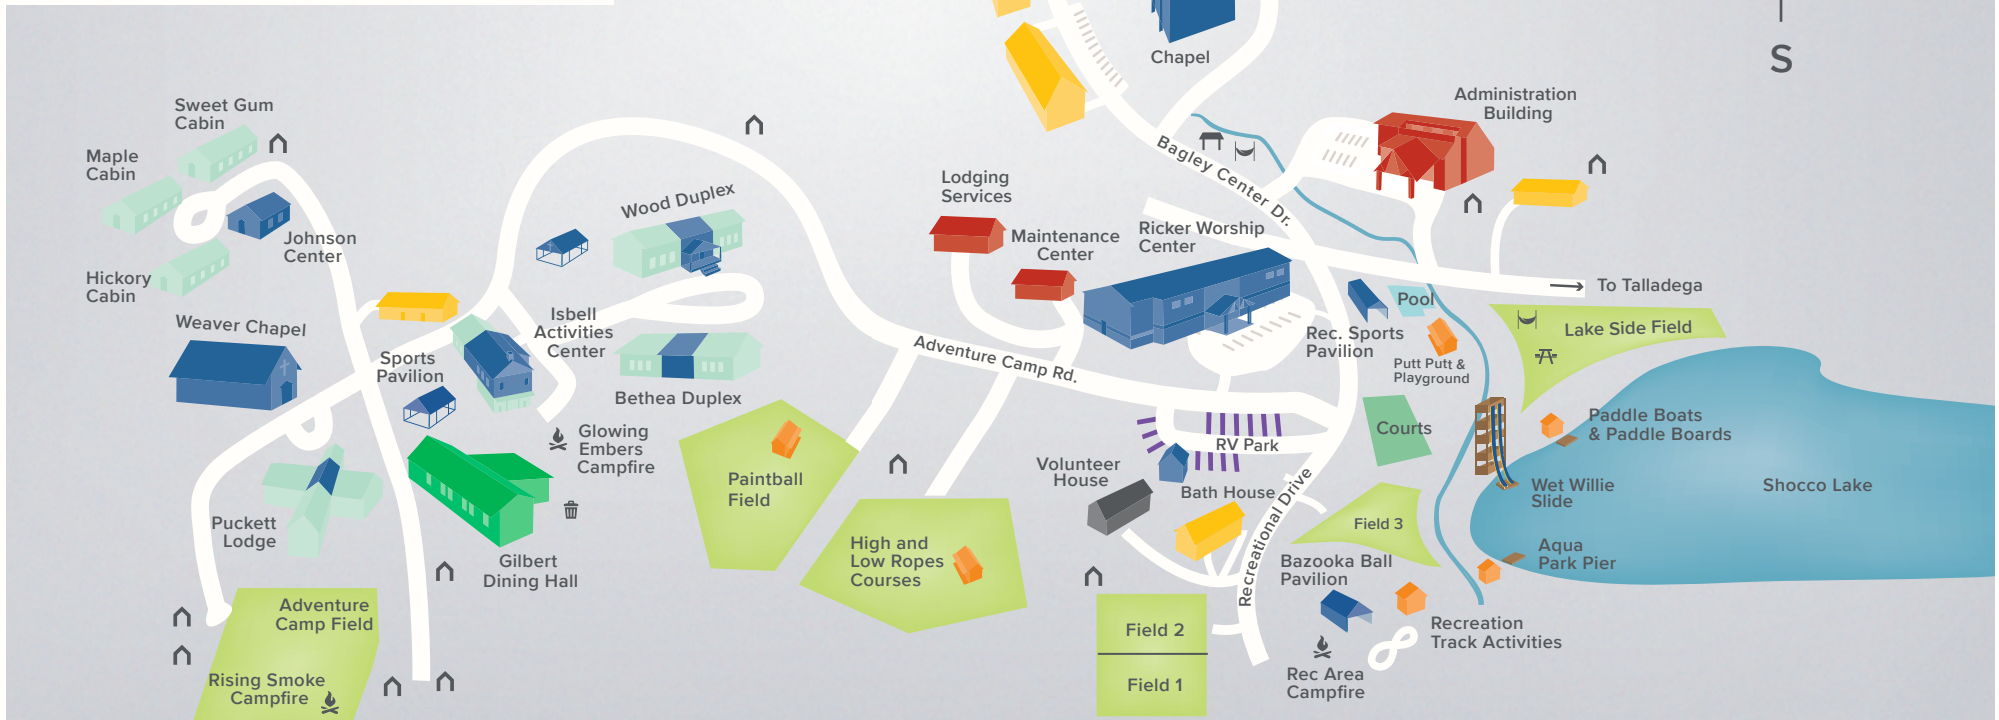 Chapel
S
Sweet Gum
Cabin
Administration
Building
Maple
Cabin
Bagley Center Dr.
Lodging
Services
Wood Duplex
Johnson
Center
Maintenance
Center
Ricker Worship
Center
Hickory
Cabin
To Talladega
Pool
Weaver Chapel
Isbell
Activities
Center
Rec. Sports
Pavilion
Lake Side Field
Sports
Pavilion
Adventure Camp Rd.
Putt Putt &
Playground
Bethea Duplex
Paddle Boats
& Paddle Boards
Courts
Glowing
Embers
Campfire
RV Park
Volunteer
House
Paintball
Field
Bath House
Wet Willie
Slide
Shocco Lake
Puckett
Lodge
Field 3
Recreational Drive
High and
Low Ropes
Courses
Gilbert
Dining Hall
Bazooka Ball
Pavilion
Aqua
Park Pier
Adventure
Camp Field
Field 2
Recreation
Track Activities
Rising Smoke
Campfire
Field 1
Rec Area
Campfire